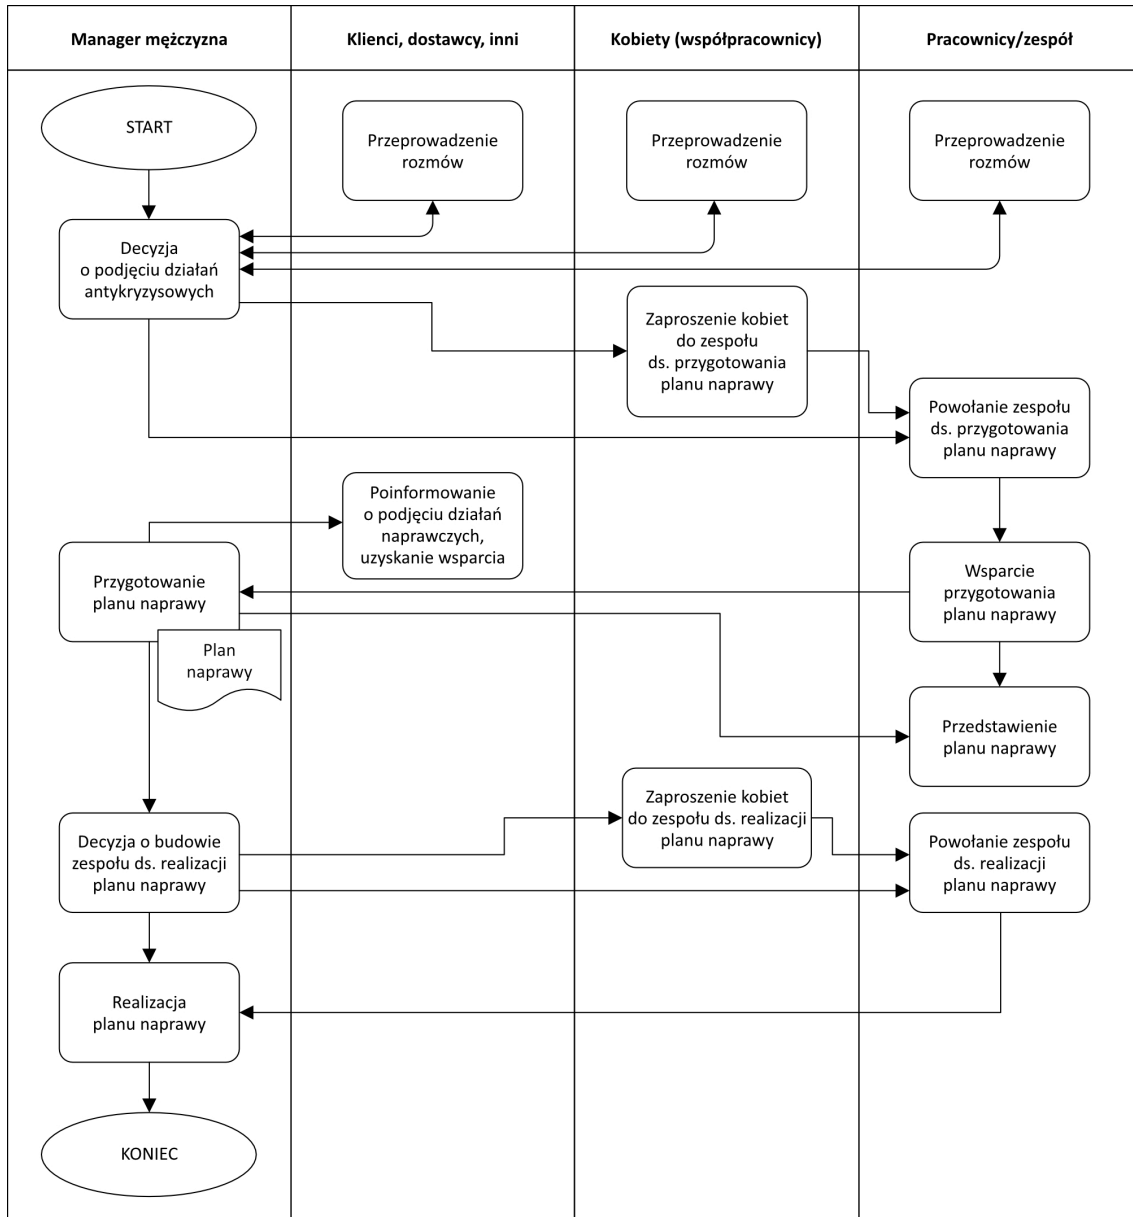 Manager mężczyzna
Klienci, dostawcy, inni
Kobiety (współpracownicy)
Pracownicy/zespół
START
Przeprowadzenie
rozmów
Przeprowadzenie
rozmów
Przeprowadzenie
rozmów
Decyzja
o podjęciu działań
antykryzysowych
Zaproszenie kobiet
do zespołu
ds. przygotowania
planu naprawy
Powołanie zespołu
ds. przygotowania
planu naprawy
Poinformowanie
o podjęciu działań
naprawczych,
uzyskanie wsparcia
Przygotowanie
planu naprawy
Wsparcie
przygotowania
planu naprawy
Plan
naprawy
Przedstawienie
planu naprawy
Zaproszenie kobiet
do zespołu ds. realizacji
planu naprawy
Decyzja o budowie
zespołu ds. realizacji
planu naprawy
Powołanie zespołu
ds. realizacji
planu naprawy
Realizacja
planu naprawy
KONIEC